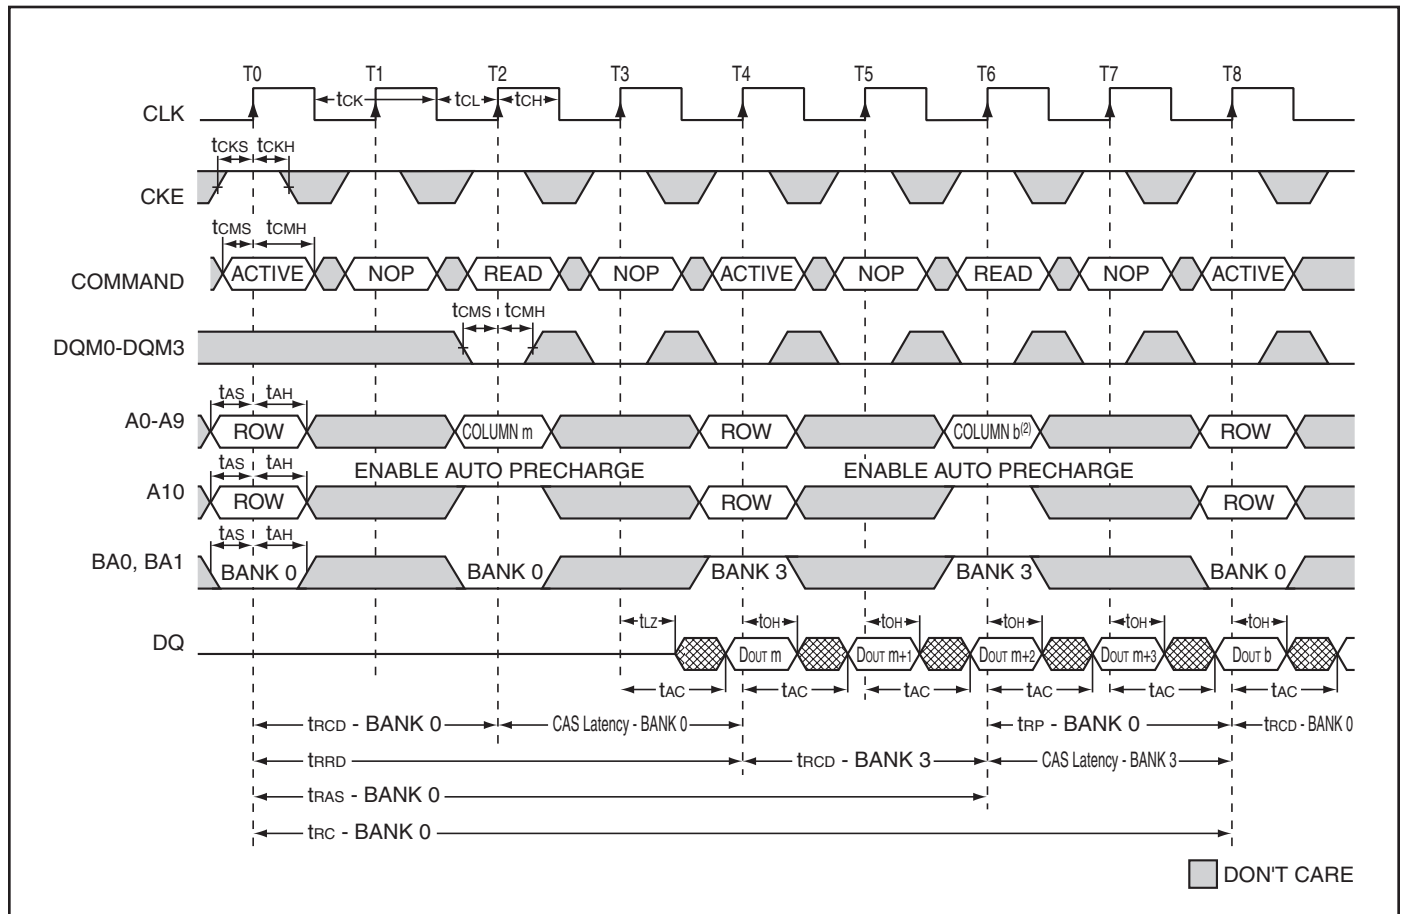 T0 T1 T2 T3 T4 T5 T6 T7 T8
CLK tCK tCL tCH
tCKS tCKH
CKE
tCMS tCMH
COMMAND ACTIVE NOP READ NOP ACTIVE NOP READ NOP ACTIVE
tCMS tCMH
DQM0-DQM3
tAS tAH
A0-A9 ROW COLUMN m ROW COLUMN b(2) ROW
tAS tAH ENABLE AUTO PRECHARGE ENABLE AUTO PRECHARGE
A10 ROW ROW ROW
tAS tAH
BA0, BA1 BANK 0 BANK 0 BANK 3 BANK 3 BANK 0
tLZ tOH tOH tOH tOH tOH
DQ DOUT m DOUT m+1 DOUT m+2 DOUT m+3 DOUT b
tAC tAC tAC tAC tAC tAC
tRCD - BANK 0 CAS Latency - BANK 0 tRP - BANK 0 tRCD - BANK 0
tRRD tRCD - BANK 3 CAS Latency - BANK 3
tRAS - BANK 0
tRC - BANK 0
DON'T CARE